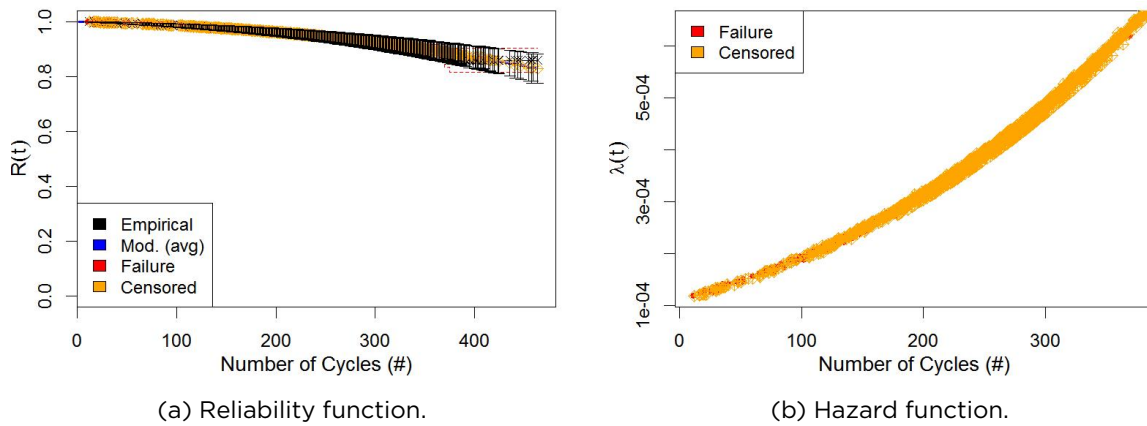 1.0
0.8
0.6
0.4
0.2
0.0
R(t)
Empirical
Mod. (avg)
Failure
Censored
0 100 200 300 400
Number of Cycles (#)
(a) Reliability function.
Failure
Censored
5e-04
3e-04
1e-04
λ(t)
0 100 200 300
Number of Cycles (#)
(b) Hazard function.